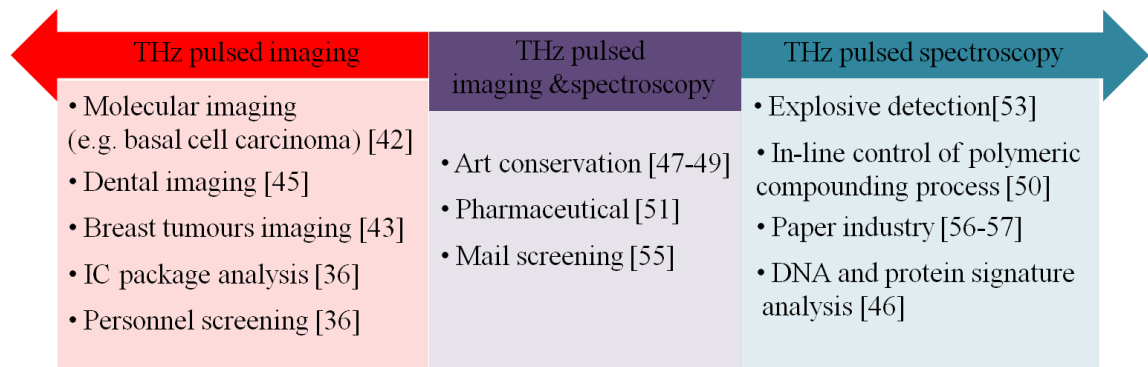 THz pulsed imaging
• Molecular imaging
(e.g. basal cell carcinoma) [42]
• Dental imaging [45]
• Breast tumours imaging [43]
• IC package analysis [36]
• Personnel screening [36]
THz pulsed
imaging &spectroscopy
• Art conservation [47-49]
• Pharmaceutical [51]
• Mail screening [55]
THz pulsed spectroscopy
• Explosive detection[53]
• In-line control of polymeric
compounding process [50]
• Paper industry [56-57]
• DNA and protein signature
analysis [46]